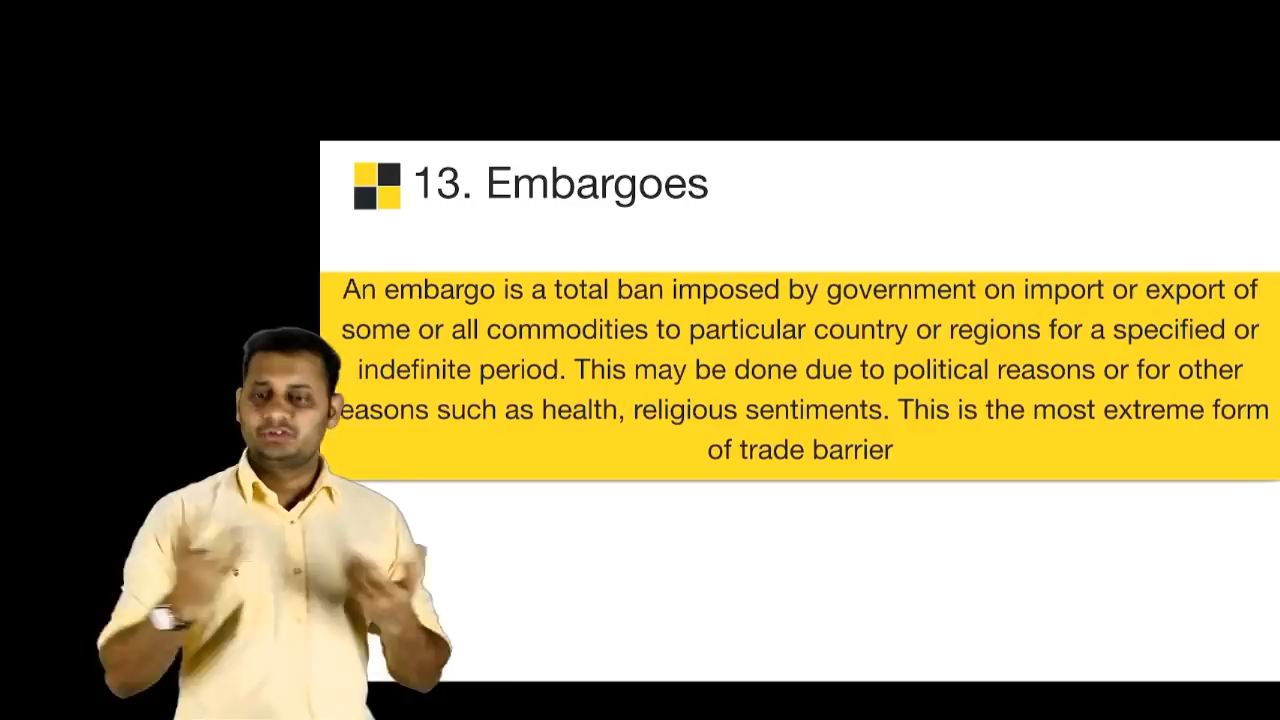 13. Embargoes
An embargo is a total ban imposed by government on import or export of
some or all commodities to particular country or regions for a specified or
indefinite period. This may be done due to political reasons or for other
easons such as health, religious sentiments. This is the most extreme form
of trade barrier